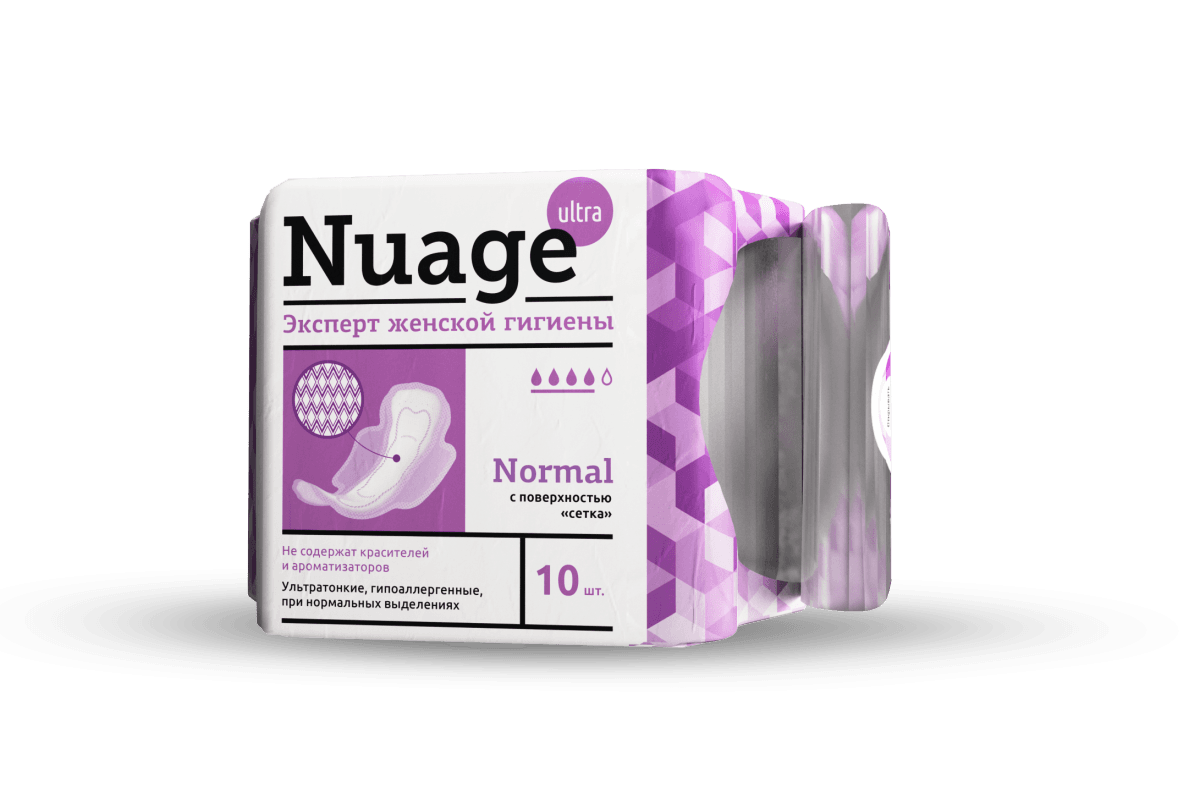 ultra
Nuage
Эксперт женской гигиены
Normal
с поверхностью
«сетка»
Не содержат красителей
и ароматизаторов
Ультратонкие, гипоаллергенные,
при нормальных выделениях
10 шт.